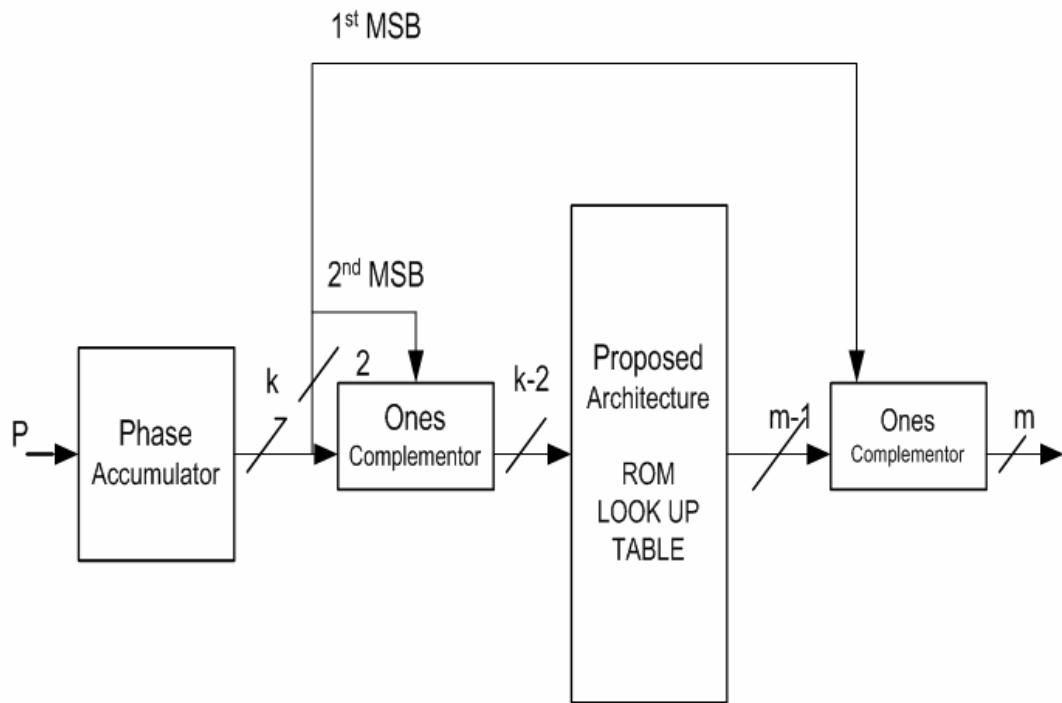 1st MSB
2nd MSB
P
Phase
Accumulator
k
2
Ones
Complementor
k-2
Proposed
Architecture
ROM
LOOK UP
TABLE
m-1
Ones
Complementor
m